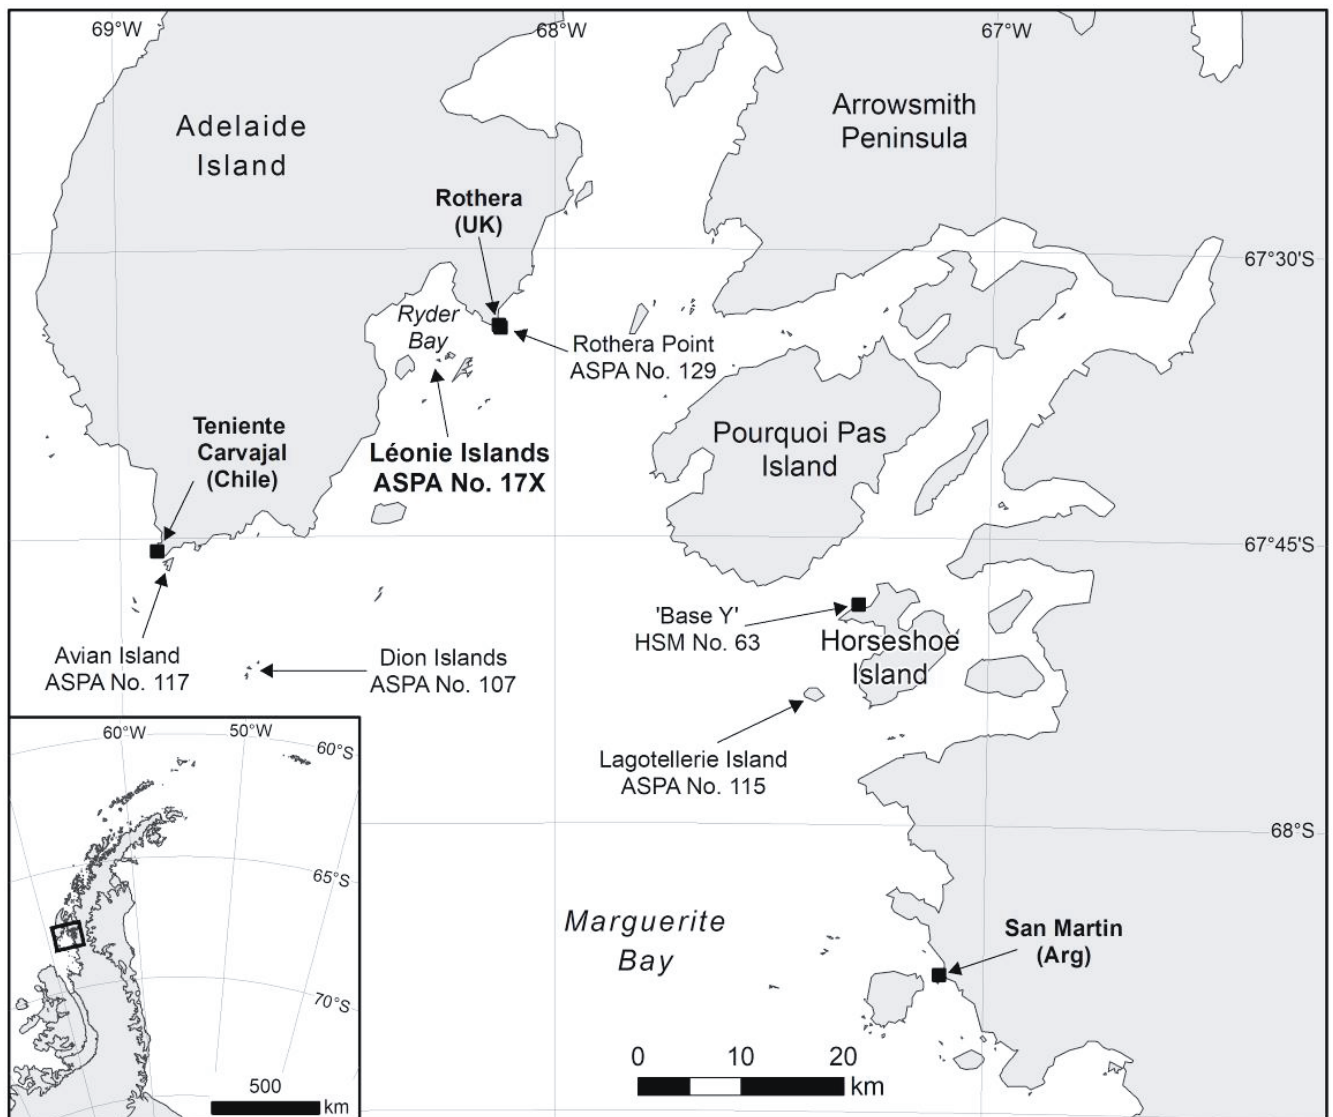 69°W
68°W
67°W
Adelaide
Island
Arrowsmith
Peninsula
Rothera
(UK)
67°30'S
Ryder
Bay
Rothera Point
ASPA No. 129
Teniente
Carvajal
(Chile)
Léonie Islands
ASPA No. 17X
Pourquoi Pas
Island
67°45'S
'Base Y'
HSM No. 63
Horseshoe
Island
Avian Island
ASPA No. 117
Dion Islands
ASPA No. 107
Lagotellerie Island
ASPA No. 115
68°S
Marguerite
Bay
San Martin
(Arg)
0 10 20
km
60°W 50°W 60°S
65°S
70°S
500
km